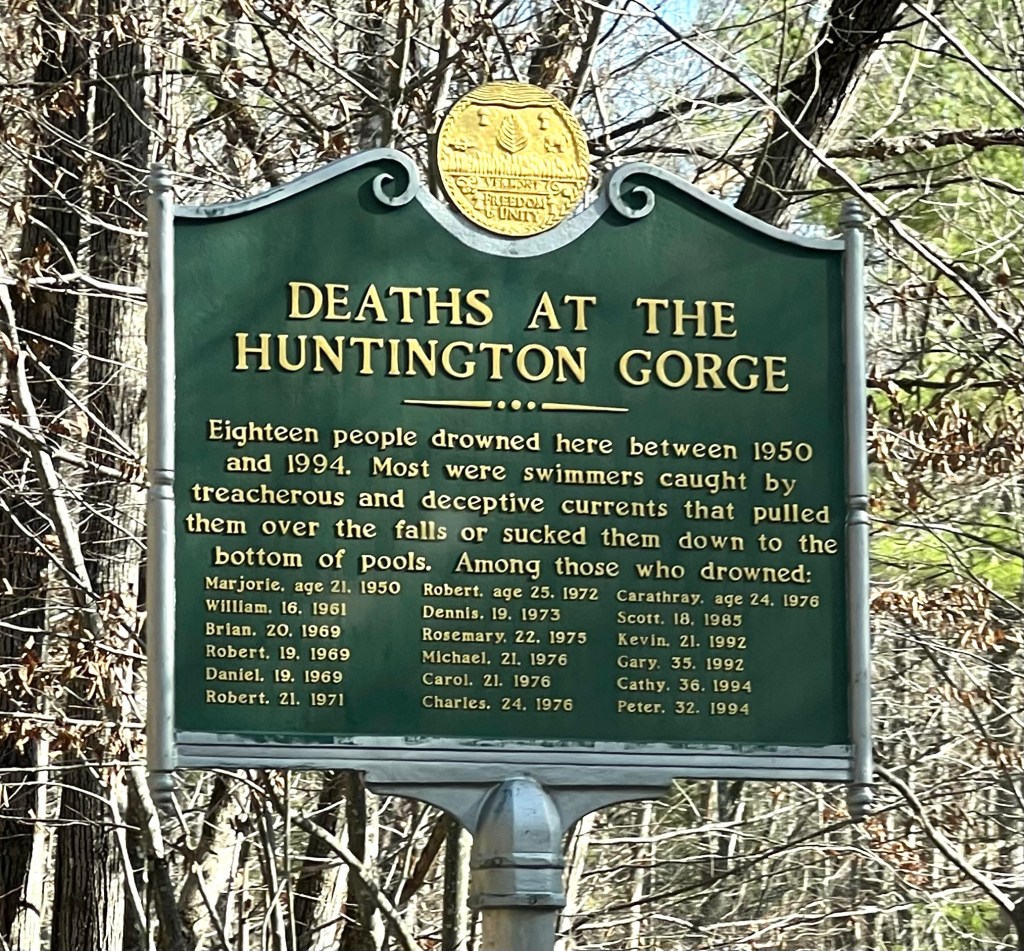 VERMONT
FREEDOM
& UNITY
DEATHS AT THE
HUNTINGTON GORGE
Eighteen people drowned here between 1950
and 1994. Most were swimmers caught by
treacherous and deceptive currents that pulled
them over the falls or sucked them down to the
bottom of pools. Among those who drowned:
Marjorie, age 21, 1950
William, 16, 1961
Brian, 20, 1969
Robert, 19, 1969
Daniel, 19, 1969
Robert, 21, 1971
Robert, age 25, 1972
Dennis, 19, 1973
Rosemary, 22, 1975
Michael, 21, 1976
Carol, 21, 1976
Charles, 24, 1976
Carathray, age 24, 1976
Scott, 18, 1985
Kevin, 21, 1992
Gary, 35, 1992
Cathy, 36, 1994
Peter, 32, 1994